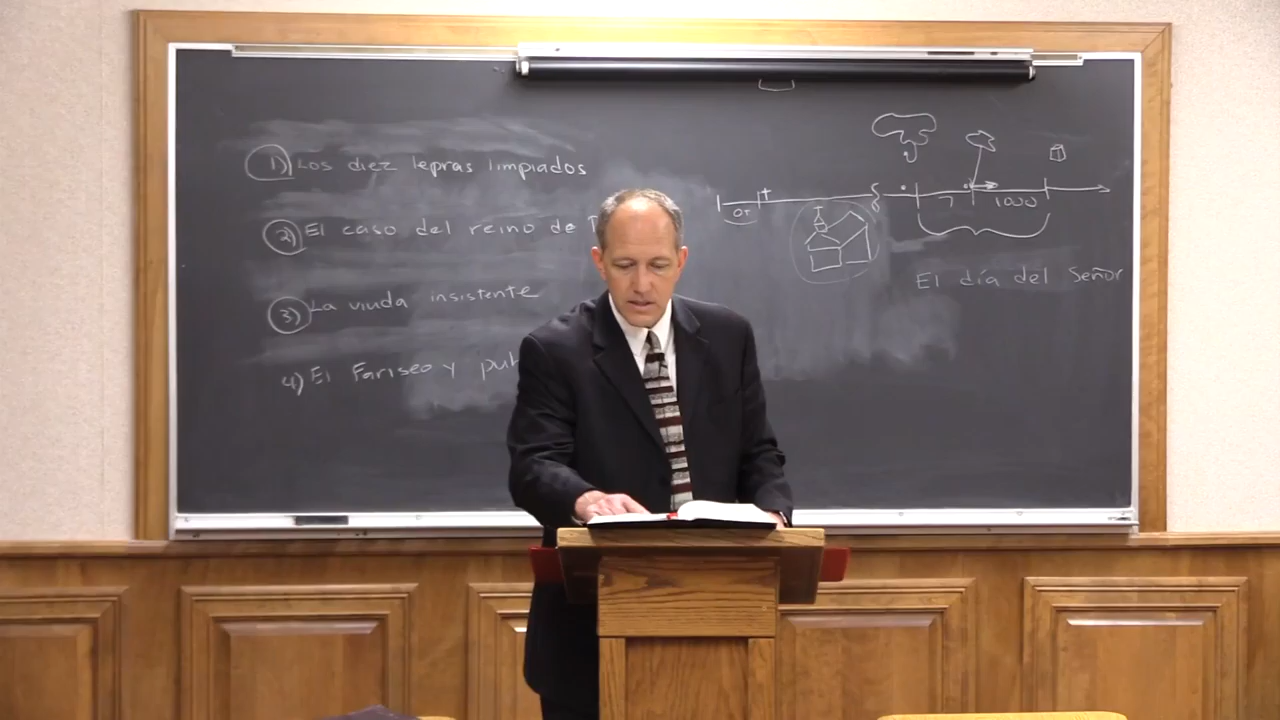 1) Los diez lepras limpiados
2) El caso del reino de
3) La viuda insistente
4) El Fariseo y
OT
7
1000
El día del Señor